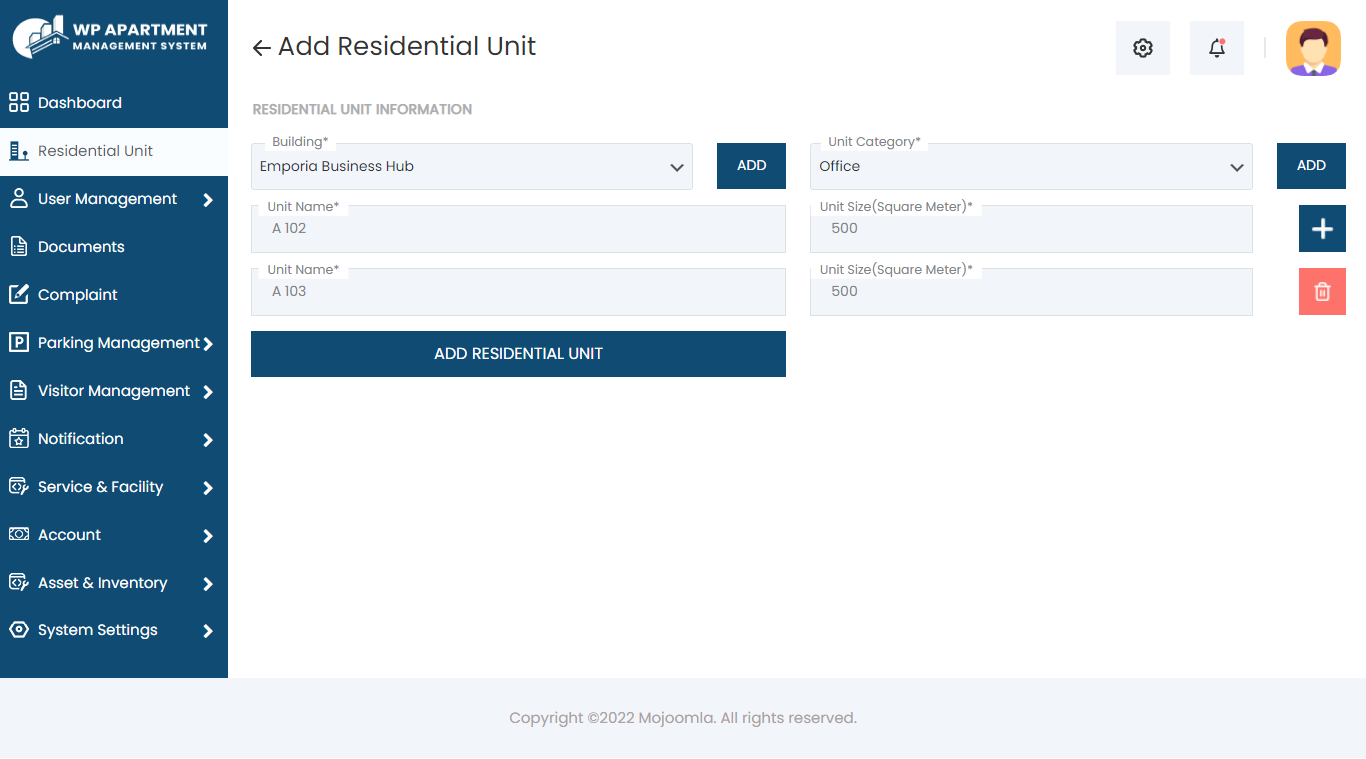 WP APARTMENT
MANAGEMENT SYSTEM
Dashboard
Residential Unit
User Management
Documents
Complaint
Parking Management
Visitor Management
Notification
Service & Facility
Account
Asset & Inventory
System Settings
Add Residential Unit
RESIDENTIAL UNIT INFORMATION
Building*
Emporia Business Hub
ADD
Unit Category*
Office
ADD
Unit Name*
A 102
Unit Size(Square Meter)*
500
Unit Name*
A 103
Unit Size(Square Meter)*
500
ADD RESIDENTIAL UNIT
Copyright ©2022 Mojoomla. All rights reserved.